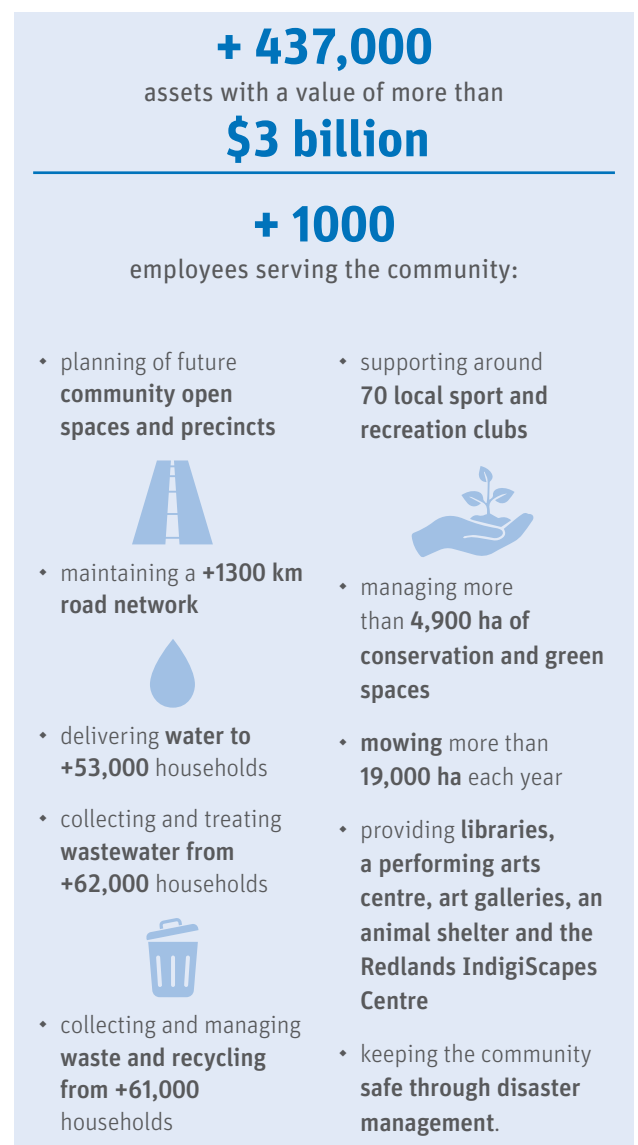 + 437,000
assets with a value of more than
$3 billion
+ 1000
employees serving the community:
• planning of future
community open
spaces and precincts
• maintaining a +1300 km
road network
• delivering water to
+53,000 households
• collecting and treating
wastewater from
+62,000 households
• collecting and managing
waste and recycling
from +61,000
households
• supporting around
70 local sport and
recreation clubs
• managing more
than 4,900 ha of
conservation and green
spaces
• mowing more than
19,000 ha each year
• providing libraries,
a performing arts
centre, art galleries, an
animal shelter and the
Redlands IndigiScapes
Centre
• keeping the community
safe through disaster
management.